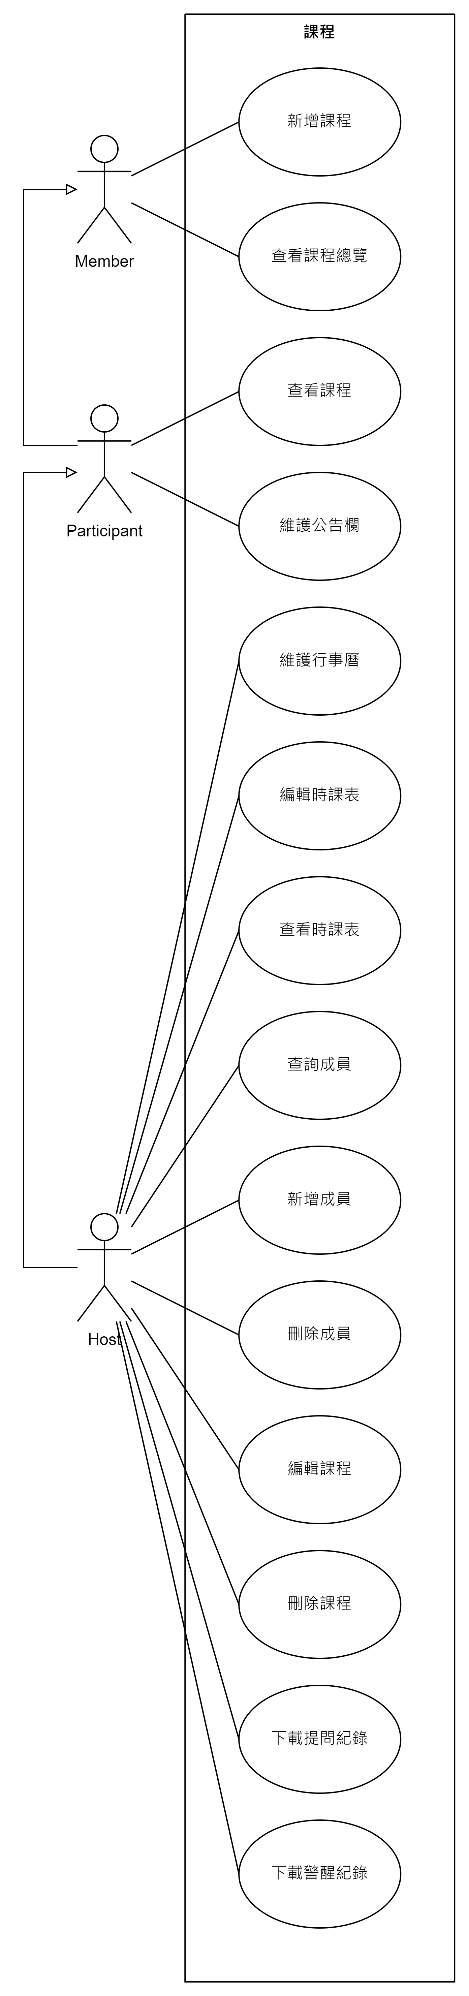 課程
新增課程
Member
查看課程總覽
查看課程
Participant
維護公告欄
維護行事曆
編輯時課表
查看時課表
查詢成員
新增成員
Host
刪除成員
編輯課程
刪除課程
下載提問紀錄
下載警醒紀錄